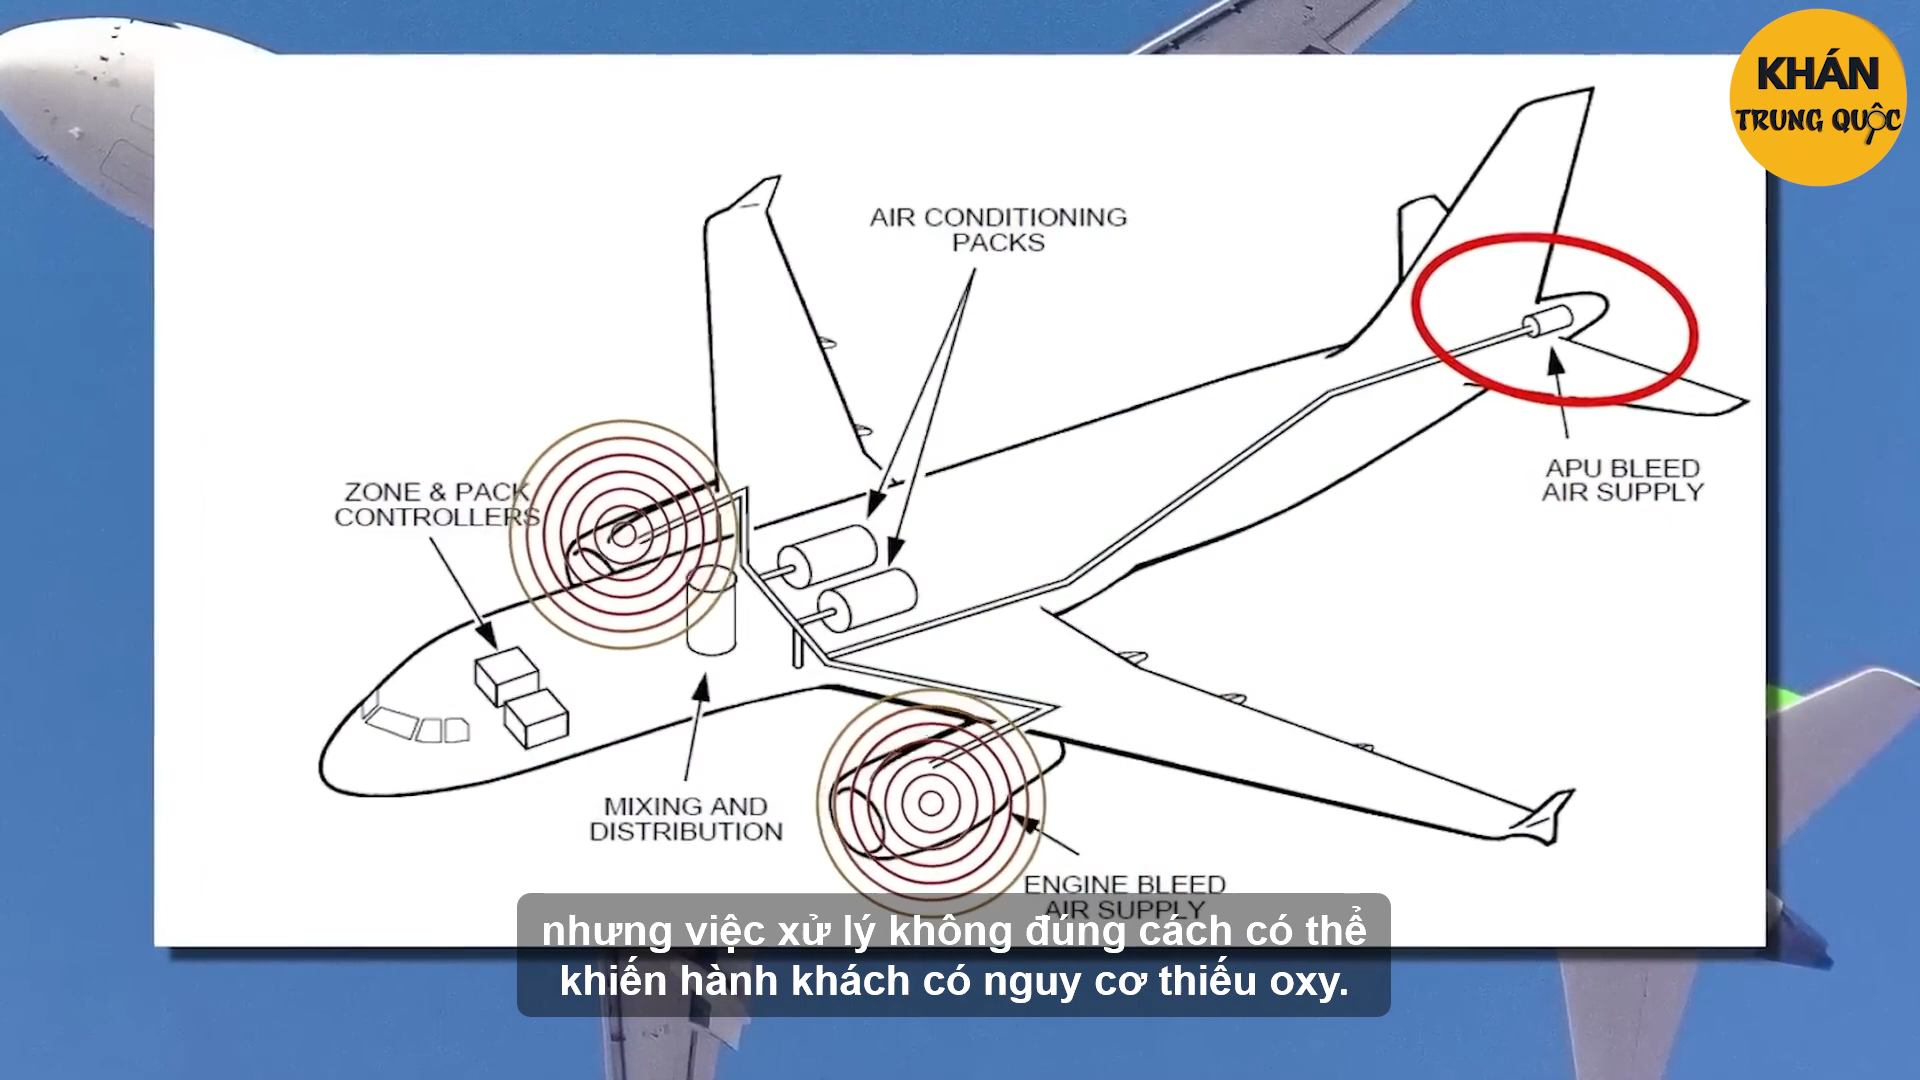 KHÁN
TRUNG QUỐC
AIR CONDITIONING
PACKS
ZONE & PACK
CONTROLLERS
APU BLEED
AIR SUPPLY
MIXING AND
DISTRIBUTION
ENGINE BLEED
AIR SUPPLY
nhưng việc xử lý không đúng cách có thể
khiến hành khách có nguy cơ thiếu oxy.